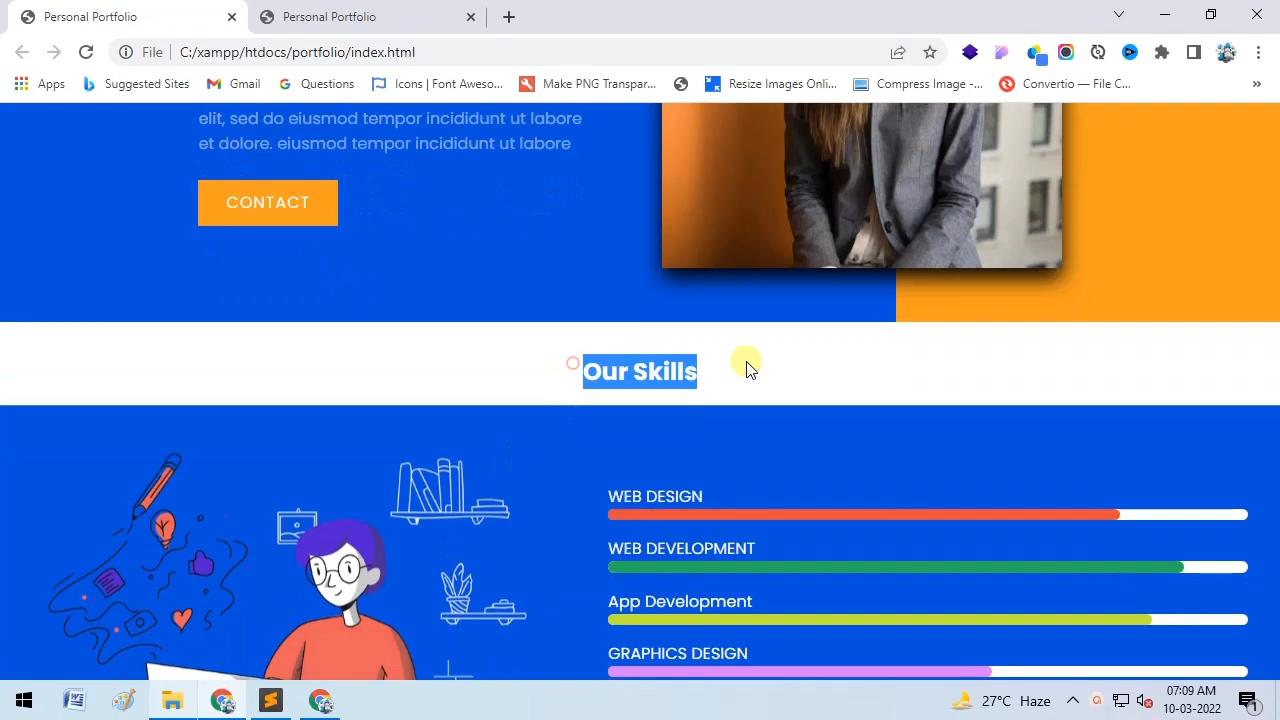 Personal Portfolio
Personal Portfolio
File
C:/xampp/htdocs/portfolio/index.html
Apps
Suggested Sites
Gmail
Questions
Icons | Font Aweso...
Make PNG Transpar...
Resize Images Onlin...
Compress Image -...
Convertio — File C...
»
elit, sed do eiusmod tempor incididunt ut labore
et dolore. eiusmod tempor incididunt ut labore
CONTACT
Our Skills
WEB DESIGN
WEB DEVELOPMENT
App Development
GRAPHICS DESIGN
27°C Haze
07:09 AM
10-03-2022
1